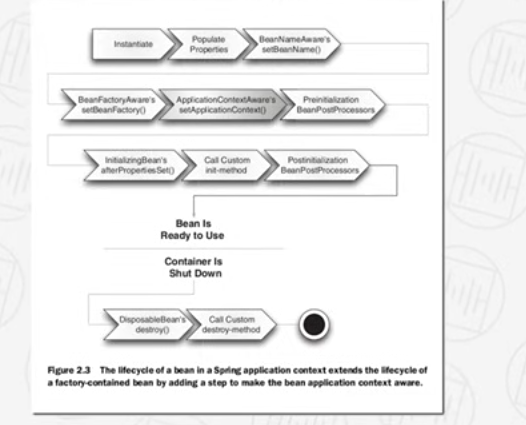 Instantiate
Populate
Properties
BeanNameAware's
setBeanName()
BeanFactoryAware's
setBeanFactory()
ApplicationContextAware's
setApplicationContext()
Preinitialization
BeanPostProcessors
InitializingBean's
afterPropertiesSet()
Call Custom
init-method
Postinitialization
BeanPostProcessors
Bean Is
Ready to Use
Container Is
Shut Down
DisposableBean's
destroy()
Call Custom
destroy-method
Figure 2.3 The lifecycle of a bean in a Spring application context extends the lifecycle of
a factory-contained bean by adding a step to make the bean application context aware.